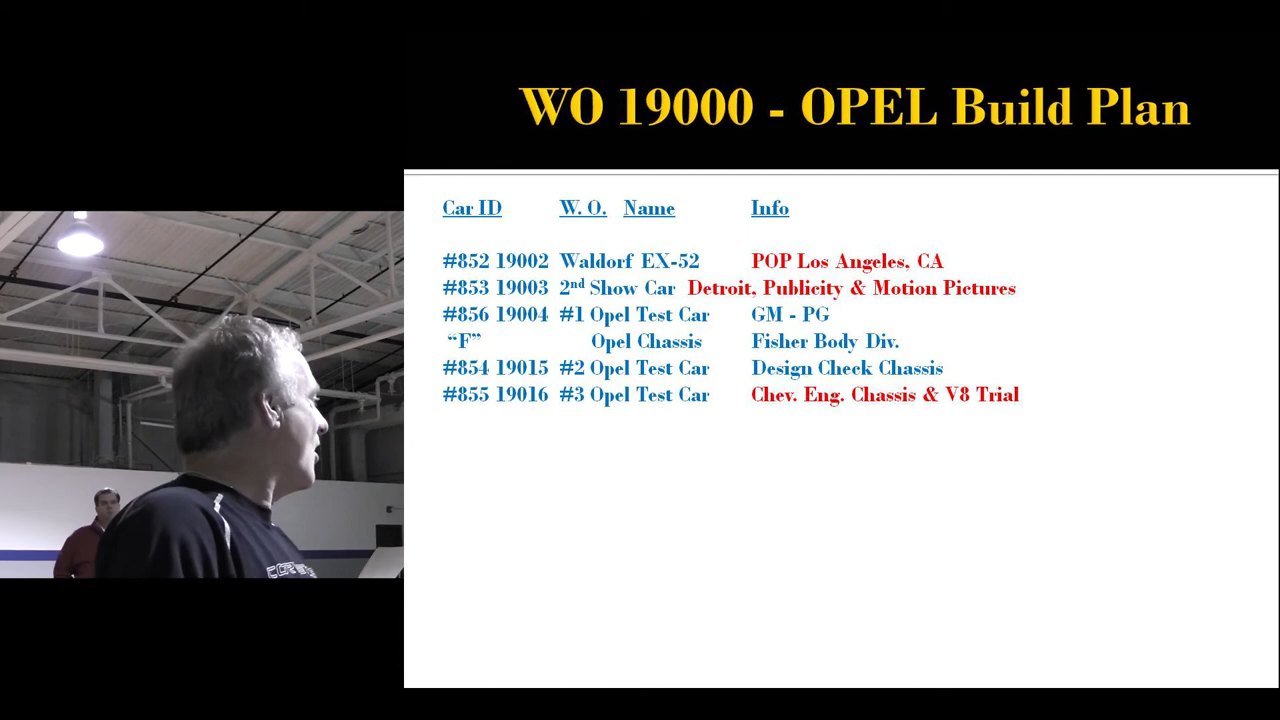 WO 19000 - OPEL Build Plan
Car ID W. O. Name Info
#852 19002 Waldorf EX-52 POP Los Angeles, CA
#853 19003 2nd Show Car Detroit, Publicity & Motion Pictures
#856 19004 #1 Opel Test Car GM - PG
“F” Opel Chassis Fisher Body Div.
#854 19015 #2 Opel Test Car Design Check Chassis
#855 19016 #3 Opel Test Car Chev. Eng. Chassis & V8 Trial